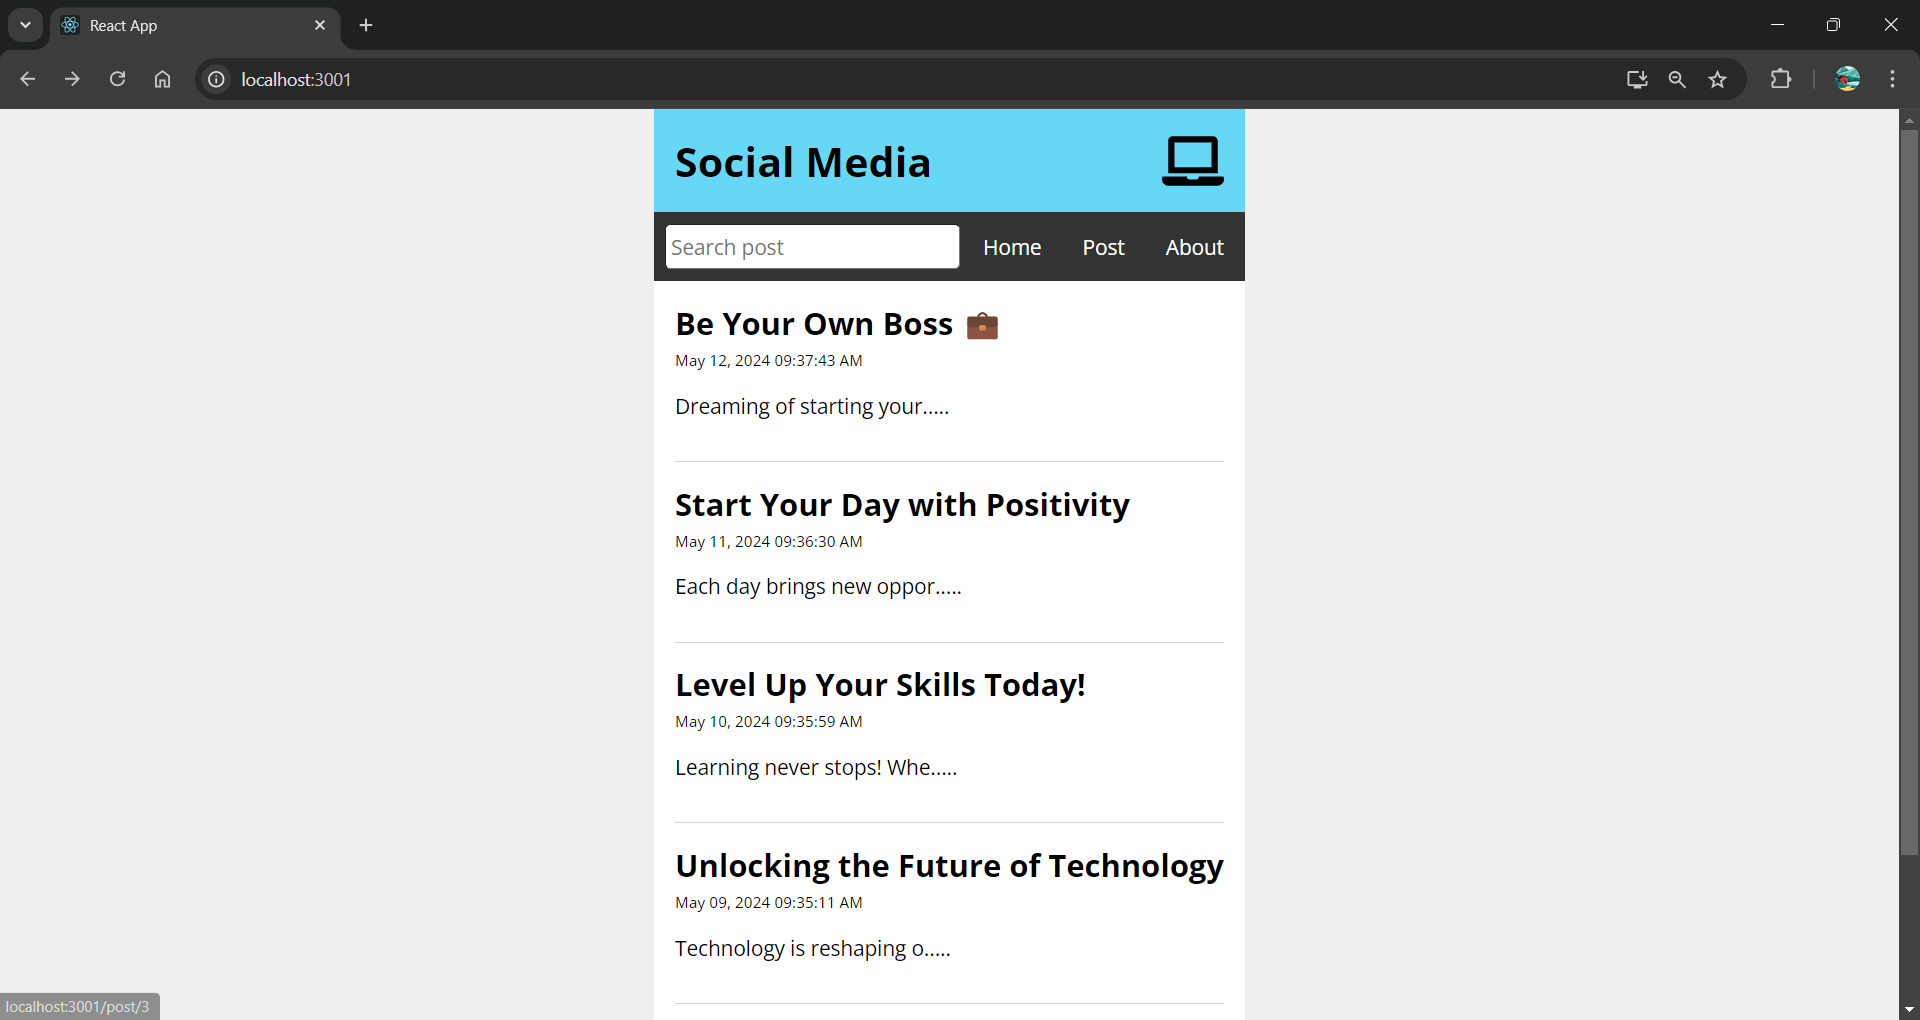 React App
localhost:3001
Social Media
Search post
Home Post About
Be Your Own Boss 💼
May 12, 2024 09:37:43 AM
Dreaming of starting your.....
Start Your Day with Positivity
May 11, 2024 09:36:30 AM
Each day brings new oppor.....
Level Up Your Skills Today!
May 10, 2024 09:35:59 AM
Learning never stops! Whe.....
Unlocking the Future of Technology
May 09, 2024 09:35:11 AM
Technology is reshaping o.....
localhost:3001/post/3